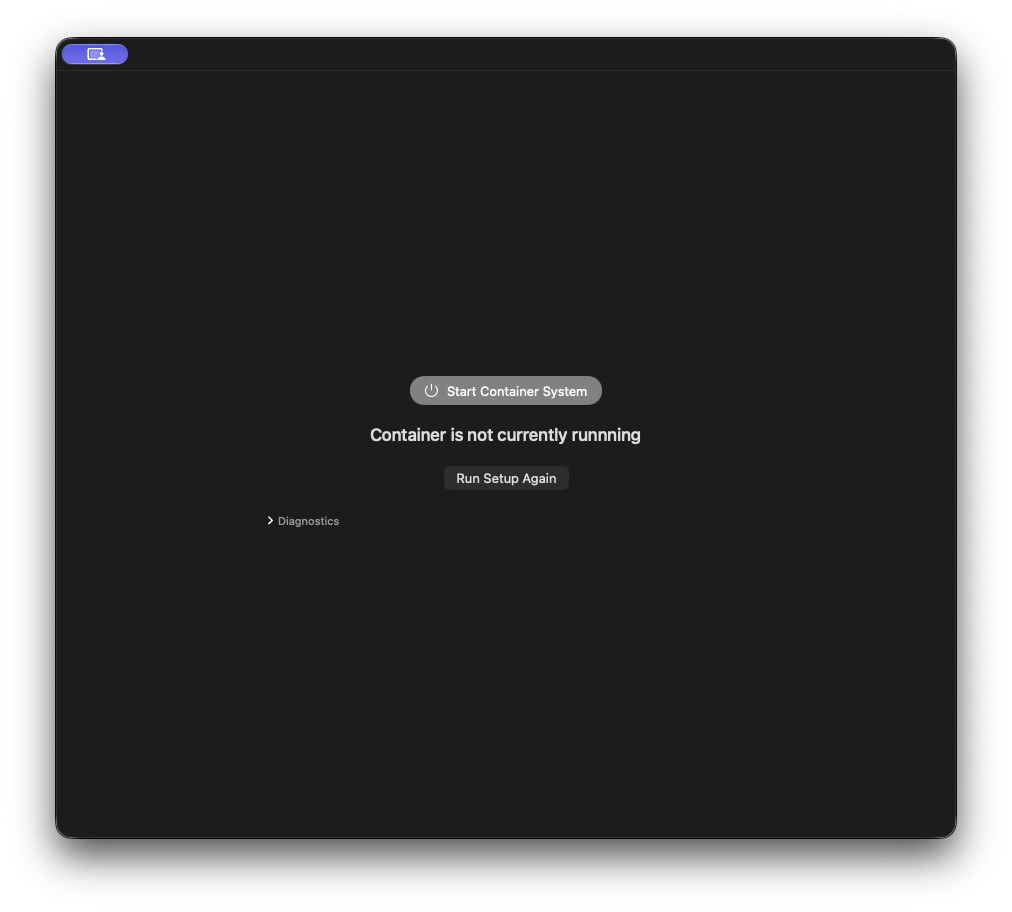 Start Container System
Container is not currently runnning
Run Setup Again
Diagnostics